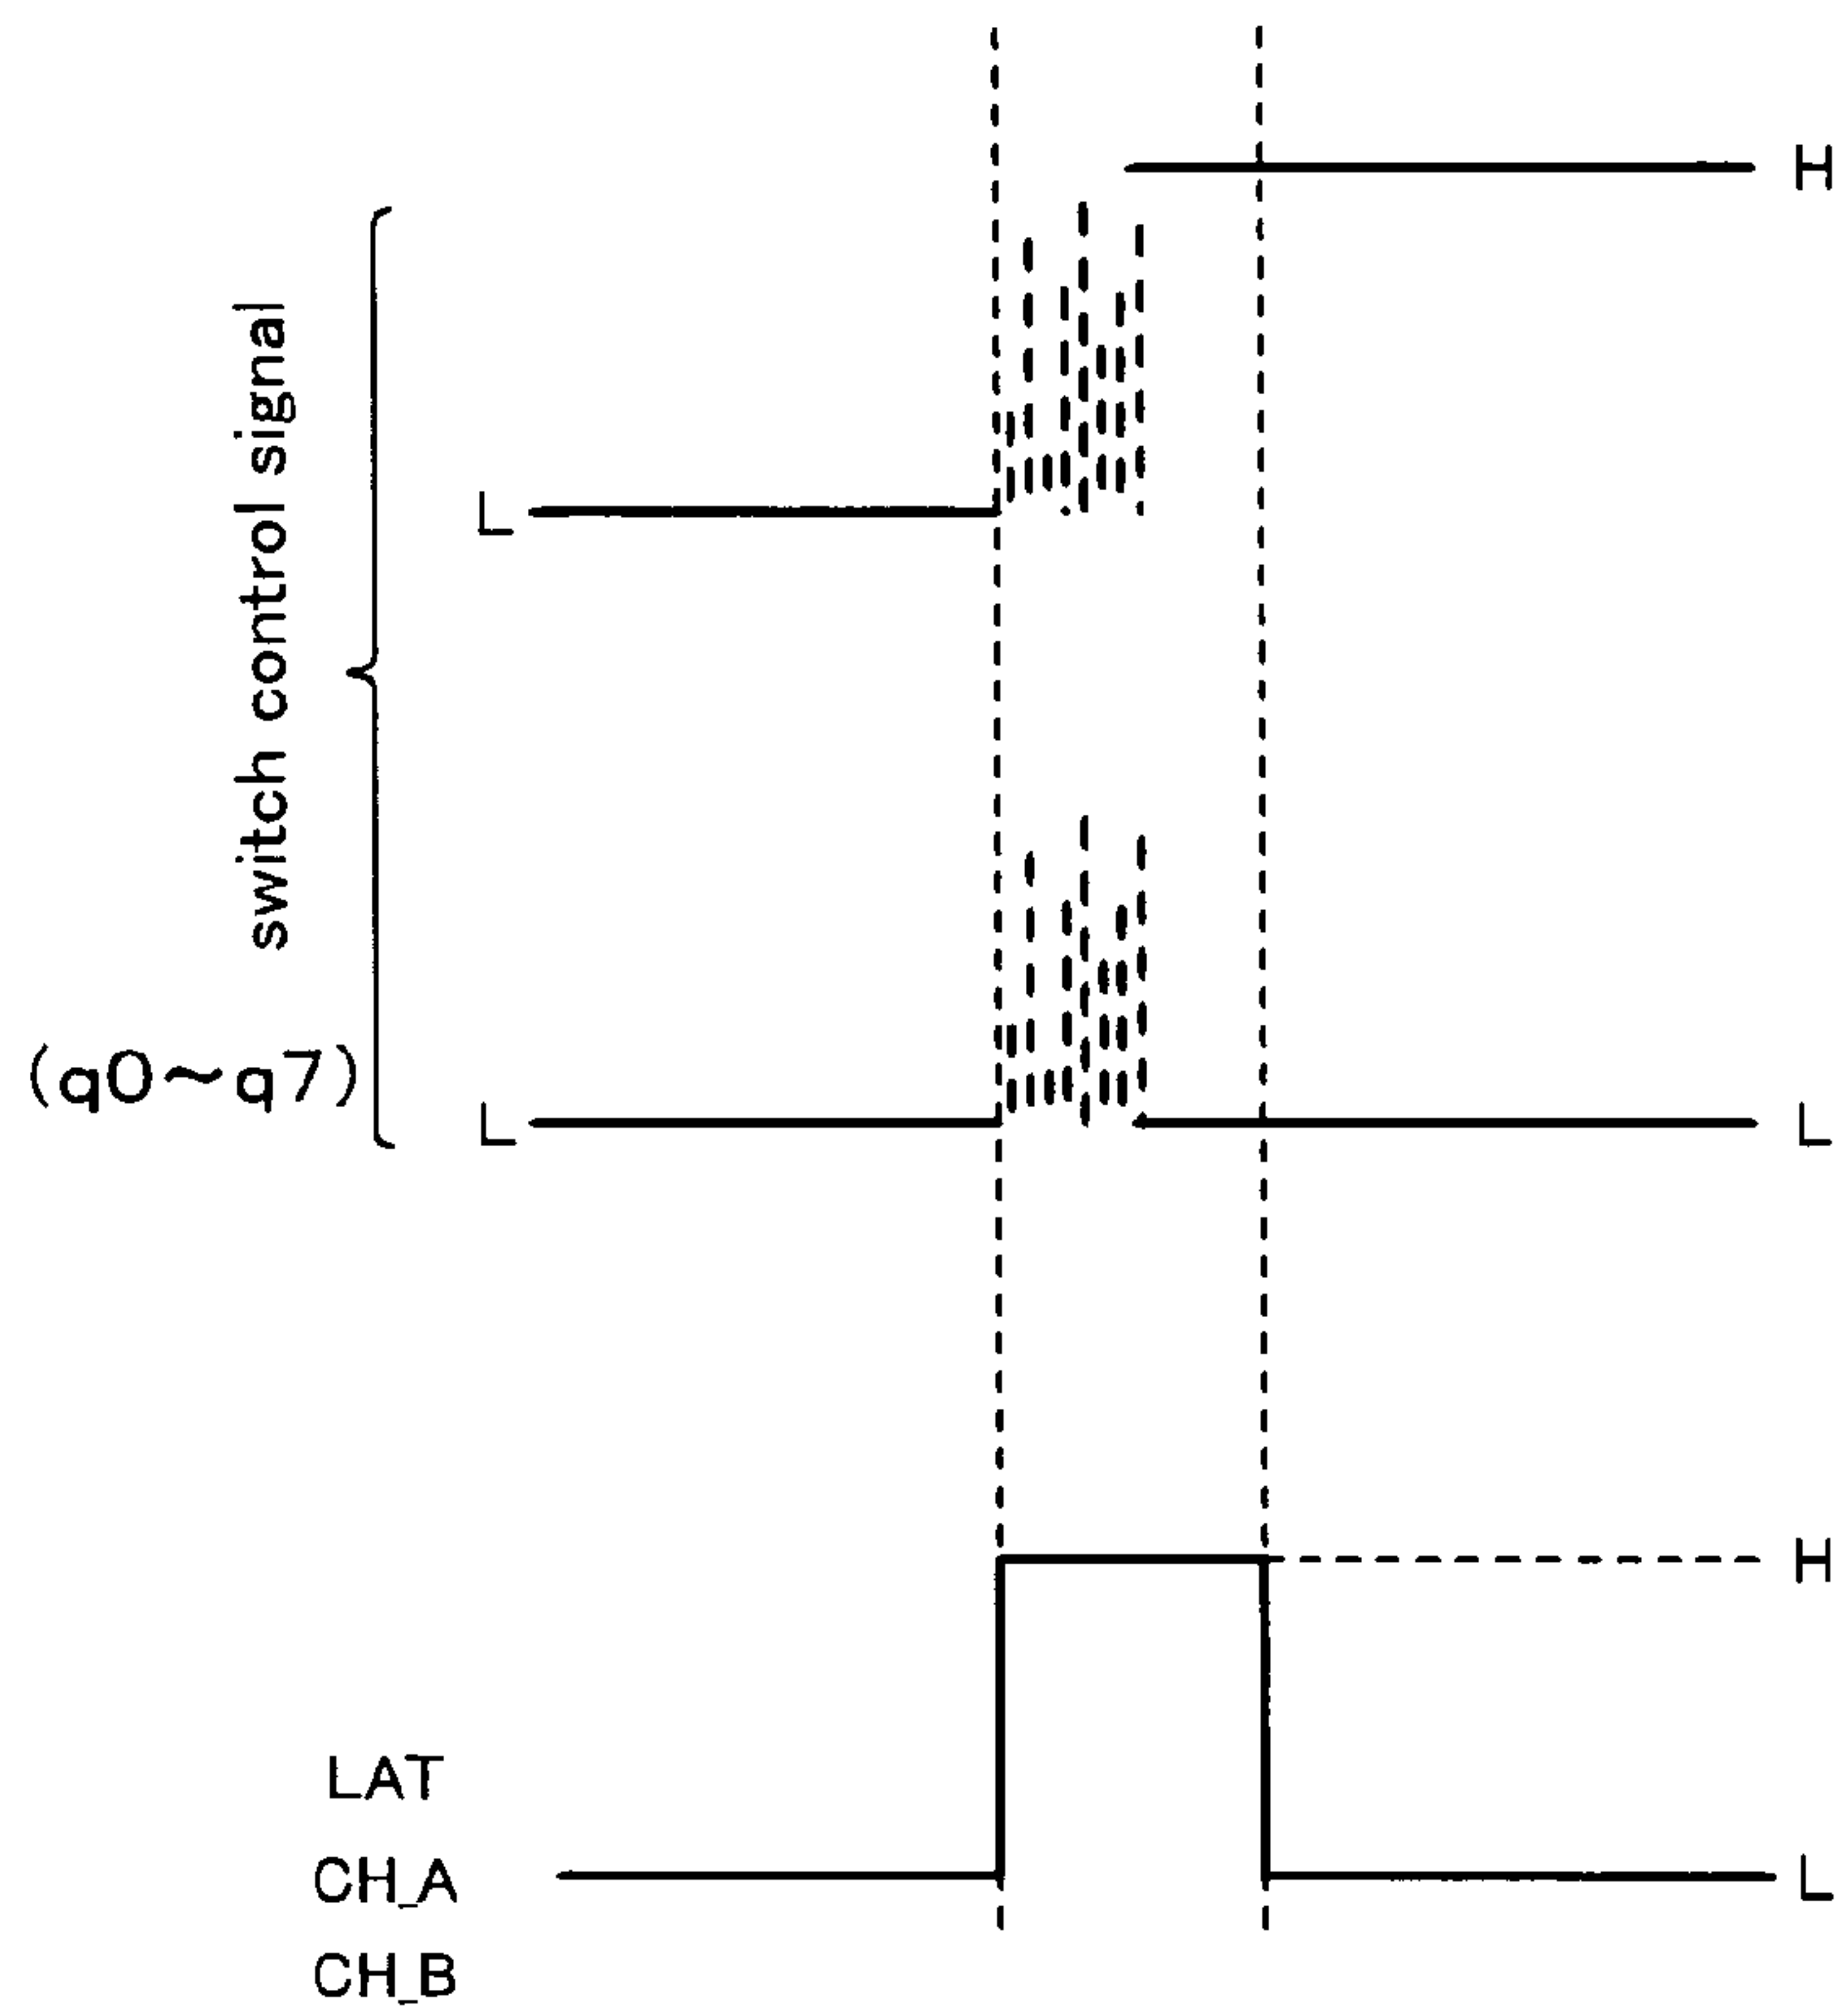 H
switch control signal
L
(q0~q7)
L
L
H
LAT
CH_A
L
CH_B